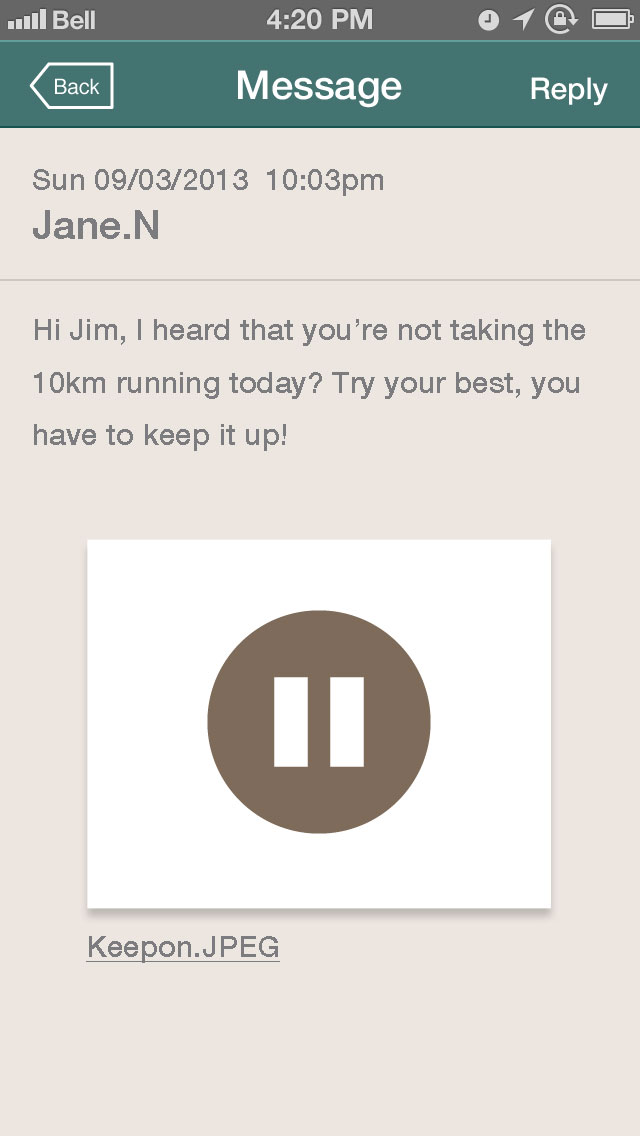 Bell 4:20 PM
Back Message Reply
Sun 09/03/2013 10:03pm
Jane.N
Hi Jim, I heard that you’re not taking the
10km running today? Try your best, you
have to keep it up!
Keepon.JPEG